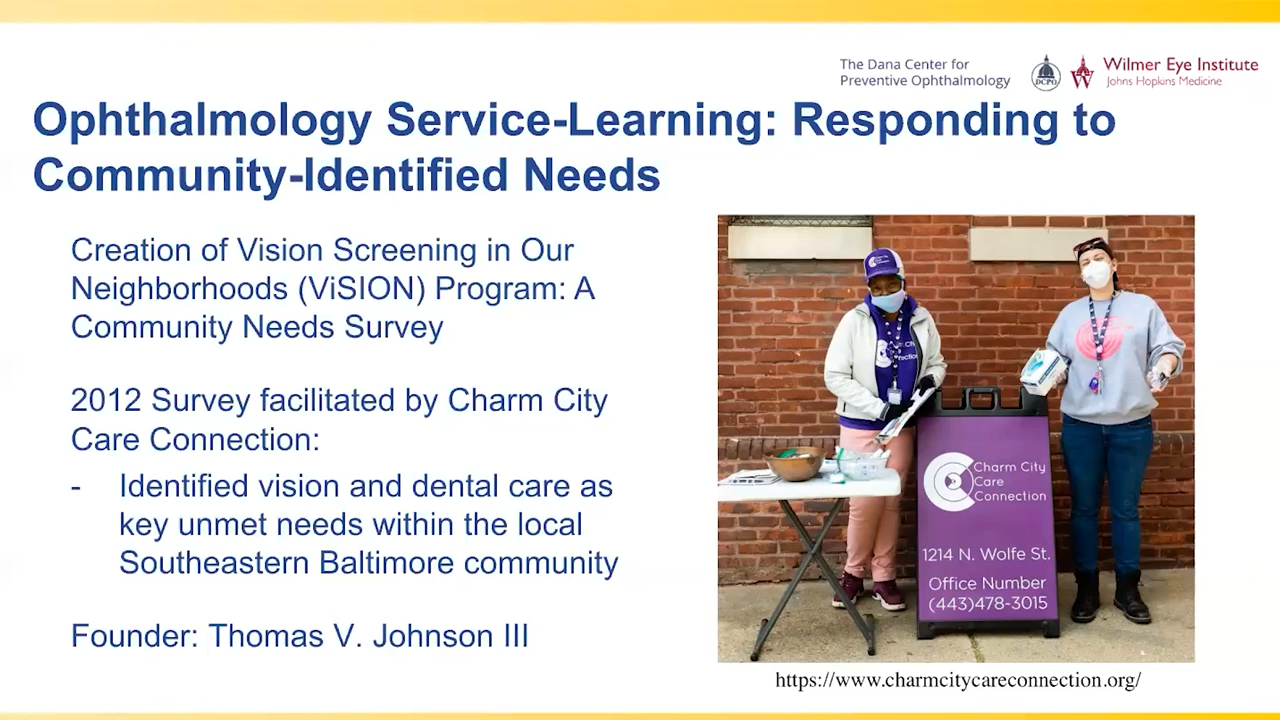 The Dana Center for
Preventive Ophthalmology
DCPO
Wilmer Eye Institute
Johns Hopkins Medicine
Ophthalmology Service-Learning: Responding to
Community-Identified Needs
Creation of Vision Screening in Our
Neighborhoods (ViSION) Program: A
Community Needs Survey
2012 Survey facilitated by Charm City
Care Connection:
- Identified vision and dental care as
key unmet needs within the local
Southeastern Baltimore community
Founder: Thomas V. Johnson III
Charm City
Care
Connection
1214 N. Wolfe St.
Office Number
(443)478-3015
https://www.charmcitycareconnection.org/